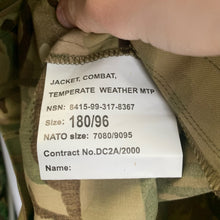 JACKET, COMBAT,
TEMPERATE WEATHER MTP
NSN: 8415-99-317-8367
Size: 180/96
NATO size: 7080/9095
Contract No.DC2A/2000
Name: